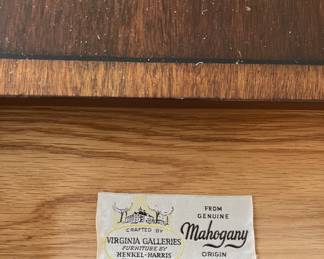 CRAFTED BY
VIRGINIA GALLERIES
FURNITURE BY
HENKEL-HARRIS
FROM
GENUINE
Mahogany
ORIGIN